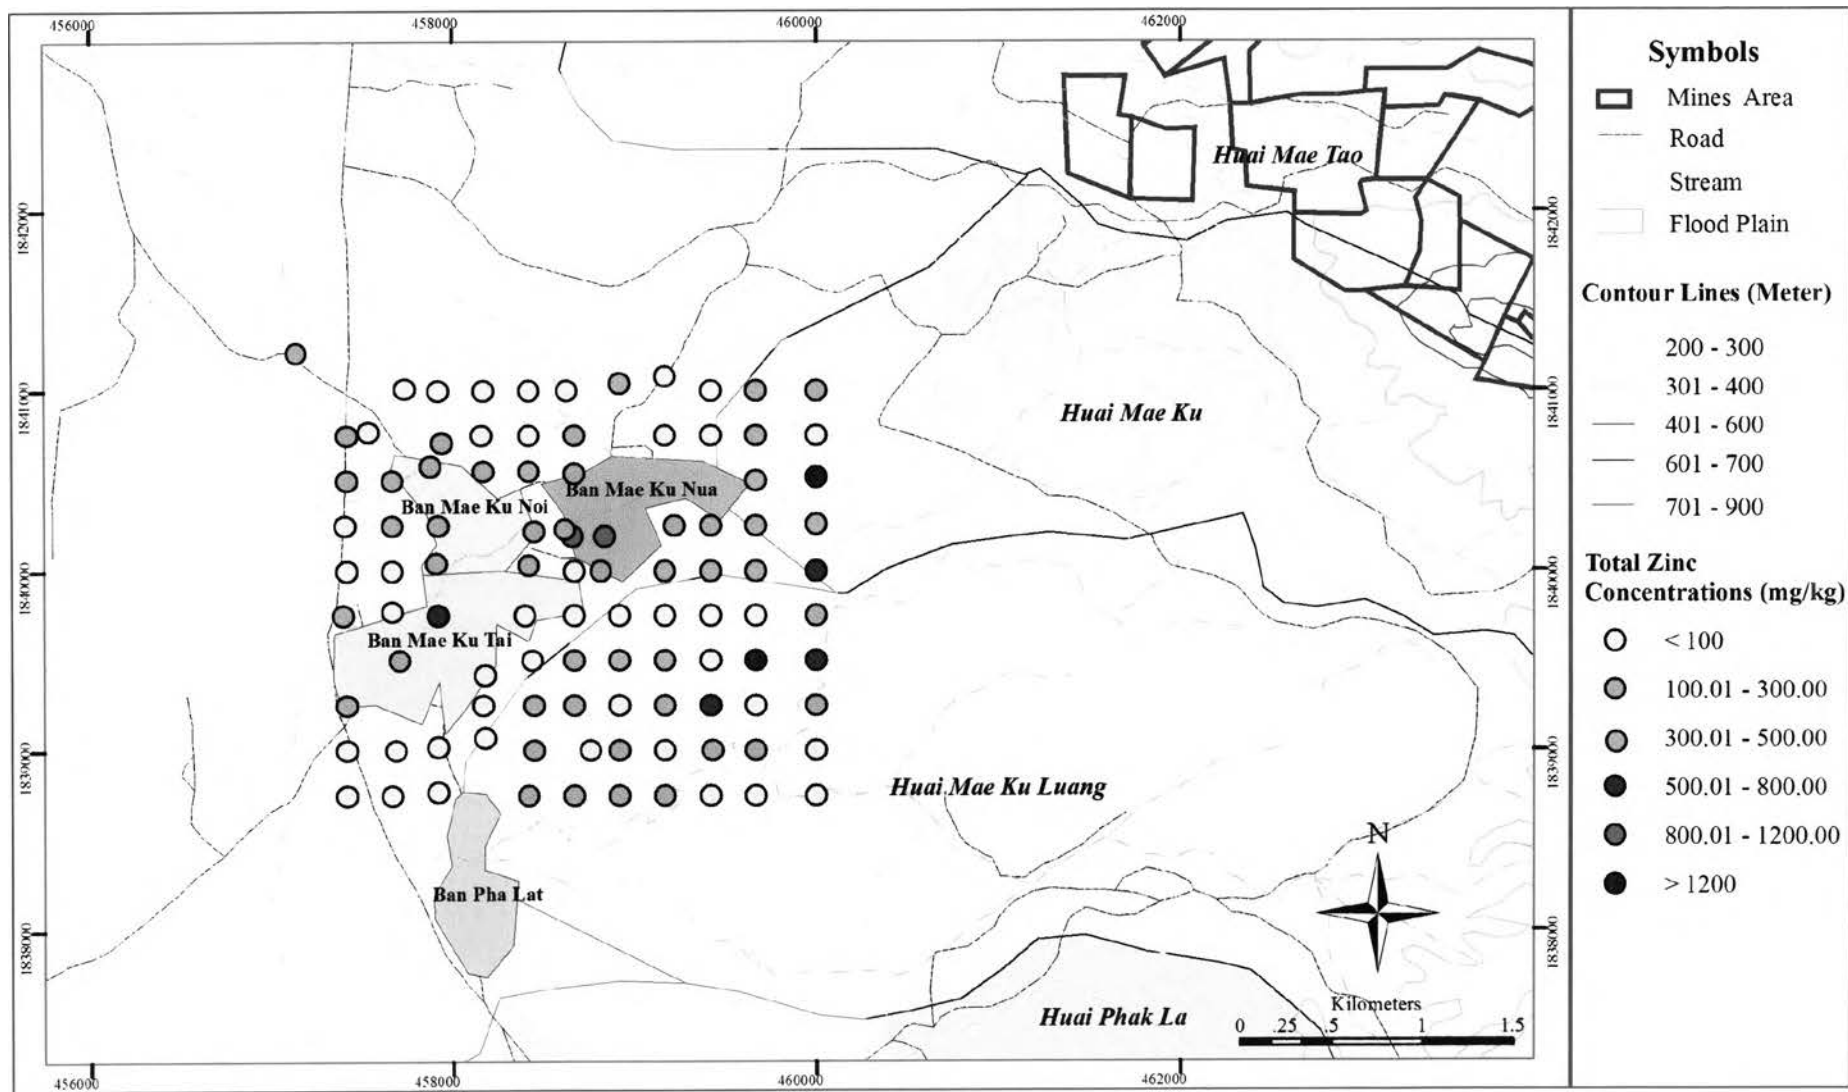 456000
458000
460000
462000
1842000
1841000
1840000
1839000
1838000
1842000
1841000
1840000
1839000
1838000
Huai Mae Tao
Huai Mae Ku
Ban Mae Ku Nua
Ban Mae Ku Noi
Ban Mae Ku Tai
Huai Mae Ku Luang
Ban Pha Lat
Huai Phak La
N
Kilometers
0 .25 .5 1 1.5
456000
458000
460000
462000
Symbols
Mines Area
Road
Stream
Flood Plain
Contour Lines (Meter)
200 - 300
301 - 400
401 - 600
601 - 700
701 - 900
Total Zinc
Concentrations (mg/kg)
< 100
100.01 - 300.00
300.01 - 500.00
500.01 - 800.00
800.01 - 1200.00
> 1200